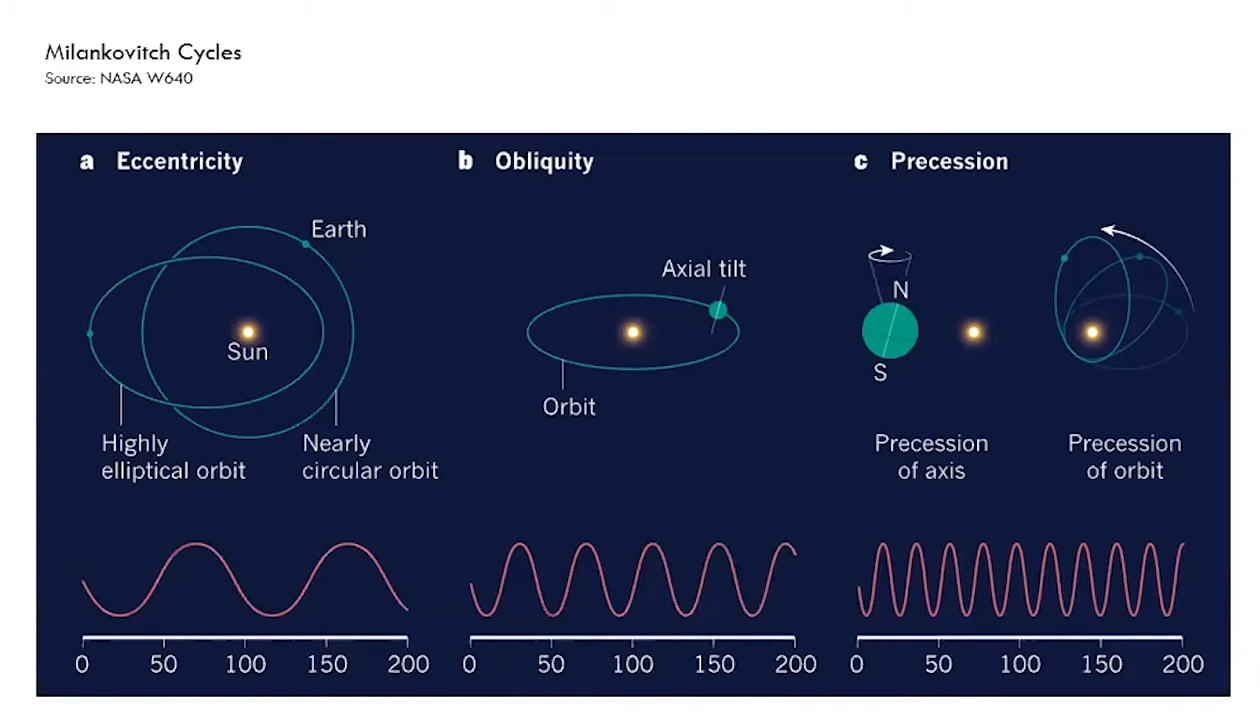 Milankovitch Cycles
Source: NASA W640
a Eccentricity
Earth
Sun
Highly
elliptical orbit
Nearly
circular orbit
0 50 100 150 200
b Obliquity
Axial tilt
Orbit
0 50 100 150 200
c Precession
N
S
Precession
of axis
Precession
of orbit
0 50 100 150 200